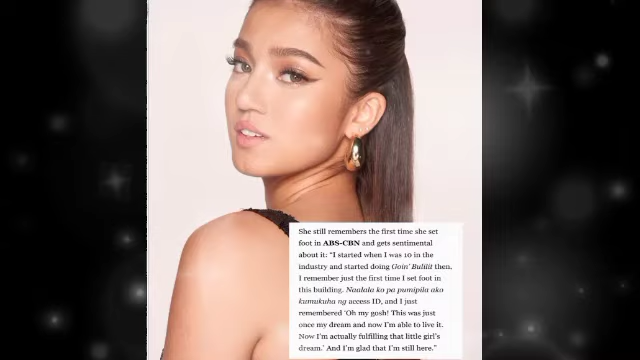 She still remembers the first time she set
foot in ABS-CBN and gets sentimental
about it: “I started when I was 10 in the
industry and started doing Goin’ Bulilit then.
I remember just the first time I set foot in
this building. Naalala ko pa pumipila ako
kumukuha ng access ID, and I just
remembered ‘Oh my gosh! This was just
once my dream and now I’m able to live it.
Now I’m actually fulfilling that little girl’s
dream.’ And I’m glad that I’m still here.”